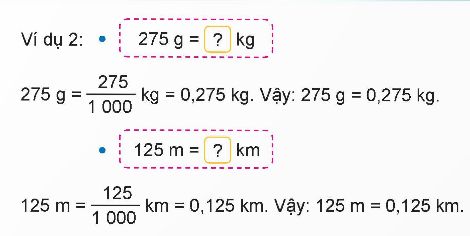 Ví dụ 2: • 275 g = ? kg
275 g = 275/1 000 kg = 0,275 kg. Vậy: 275 g = 0,275 kg.
• 125 m = ? km
125 m = 125/1 000 km = 0,125 km. Vậy: 125 m = 0,125 km.